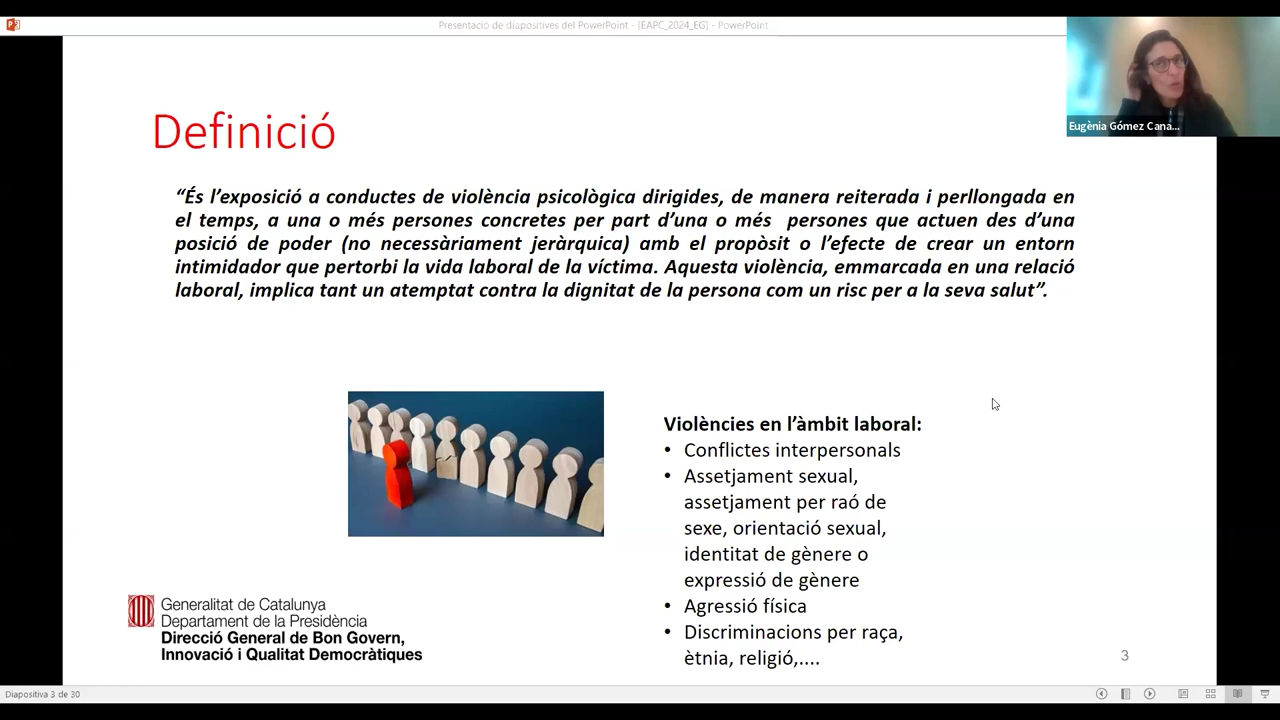 Presentació de diapositives del PowerPoint - [EAPC_2024_EG] - PowerPoint
Eugènia Gómez Cana...
Definició
“És l’exposició a conductes de violència psicològica dirigides, de manera reiterada i perllongada en
el temps, a una o més persones concretes per part d’una o més persones que actuen des d’una
posició de poder (no necessàriament jeràrquica) amb el propòsit o l’efecte de crear un entorn
intimidador que pertorbi la vida laboral de la víctima. Aquesta violència, emmarcada en una relació
laboral, implica tant un atemptat contra la dignitat de la persona com un risc per a la seva salut”.
Violències en l’àmbit laboral:
• Conflictes interpersonals
• Assetjament sexual,
assetjament per raó de
sexe, orientació sexual,
identitat de gènere o
expressió de gènere
• Agressió física
• Discriminacions per raça,
ètnia, religió,....
Generalitat de Catalunya
Departament de la Presidència
Direcció General de Bon Govern,
Innovació i Qualitat Democràtiques
3
Diapositiva 3 de 30